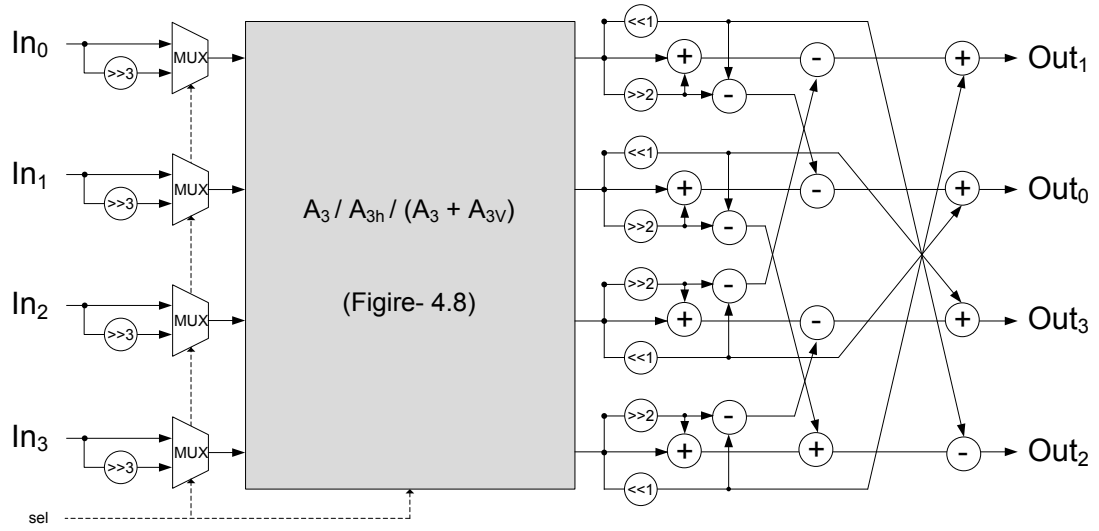 In0
>>3
MUX
<<1
+
-
+
Out1
>>2
-
In1
>>3
MUX
<<1
+
-
+
Out0
>>2
-
A3 / A3h / (A3 + A3V)
(Figire- 4.8)
In2
>>3
MUX
>>2
-
+
-
+
Out3
<<1
In3
>>3
MUX
>>2
-
+
+
-
Out2
<<1
sel